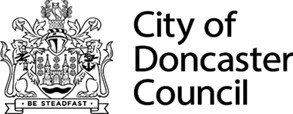 City of
Doncaster
Council
· BE STEADFAST ·